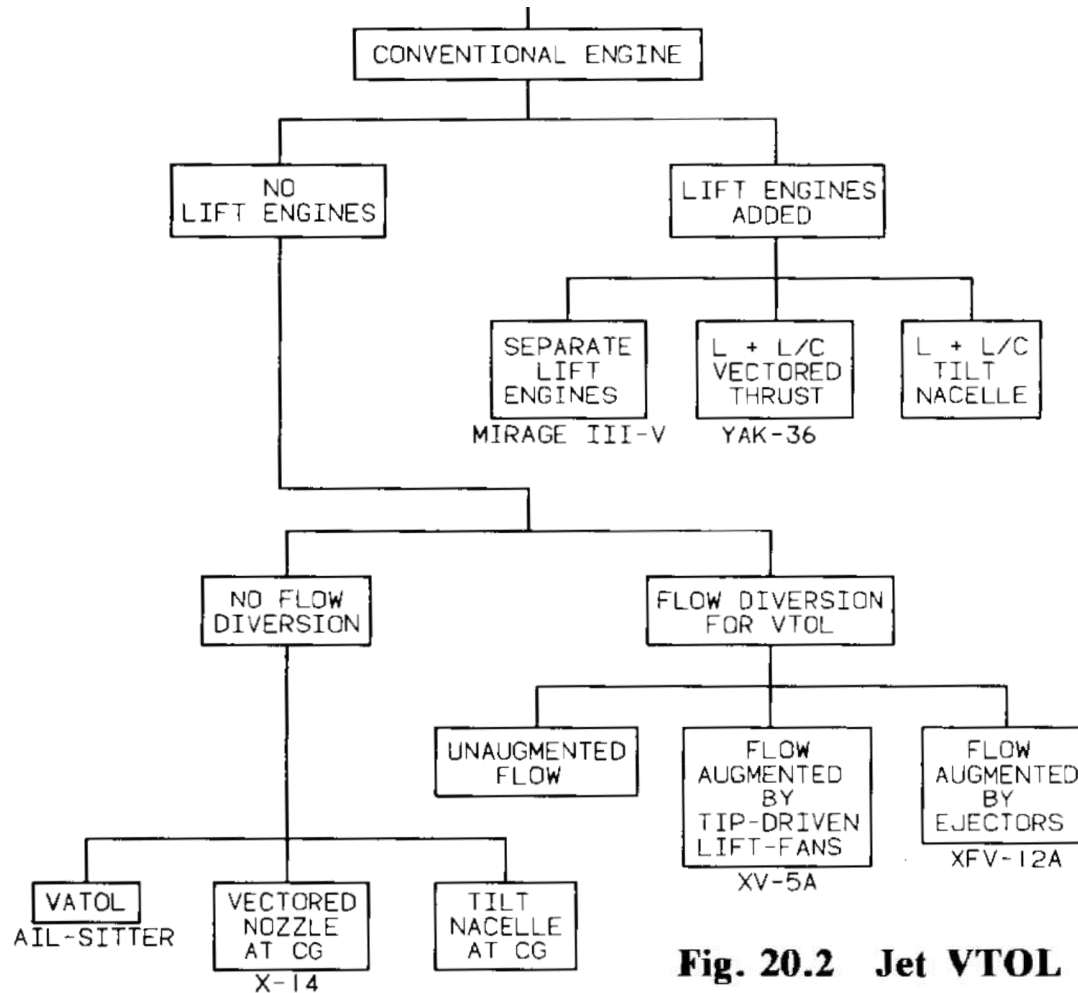 CONVENTIONAL ENGINE
NO
LIFT ENGINES
LIFT ENGINES
ADDED
SEPARATE
LIFT
ENGINES
MIRAGE III-V
L + L/C
VECTORED
THRUST
YAK-36
L + L/C
TILT
NACELLE
NO FLOW
DIVERSION
FLOW DIVERSION
FOR VTOL
UNAUGMENTED
FLOW
FLOW
AUGMENTED
BY
TIP-DRIVEN
LIFT-FANS
XV-5A
FLOW
AUGMENTED
BY
EJECTORS
XFV-12A
VATOL
AIL-SITTER
VECTORED
NOZZLE
AT CG
X-14
TILT
NACELLE
AT CG
Fig. 20.2 Jet VTOL